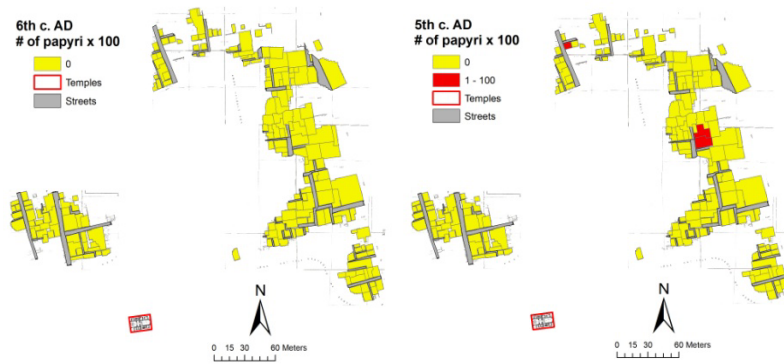 6th c. AD
# of papyri x 100
0
Temples
Streets
N
0 15 30 60 Meters
5th c. AD
# of papyri x 100
0
1 - 100
Temples
Streets
N
0 15 30 60 Meters